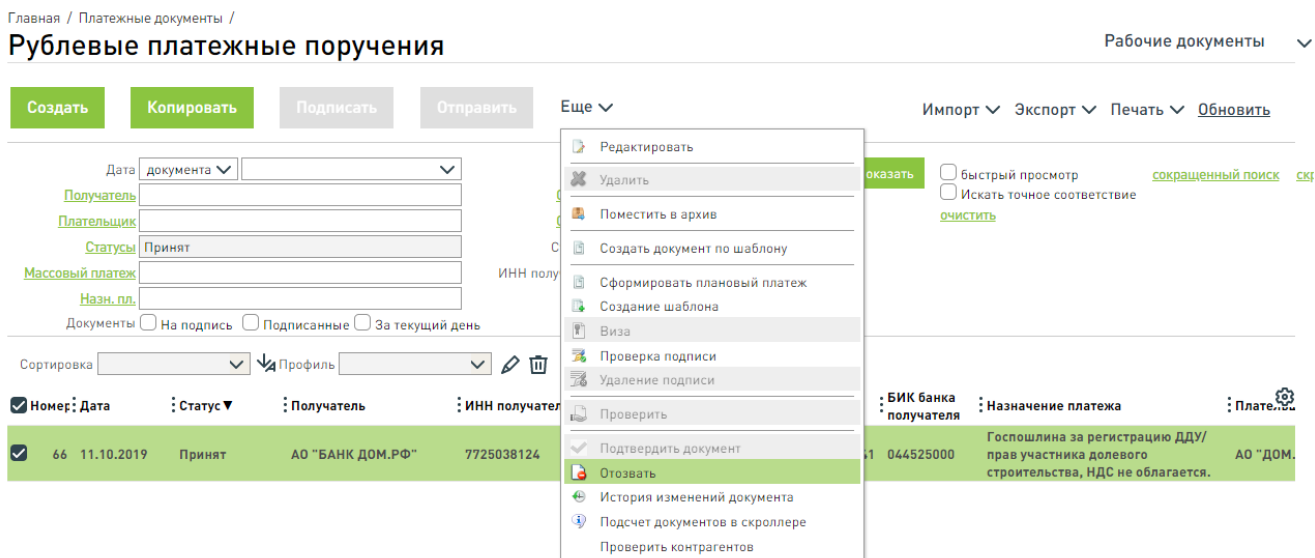 Главная / Платежные документы /
Рублевые платежные поручения
Рабочие документы
Создать Копировать Подписать Отправить Еще
Импорт Экспорт Печать Обновить
Редактировать
Удалить
Поместить в архив
Создать документ по шаблону
Сформировать плановый платеж
Создание шаблона
Виза
Проверка подписи
Удаление подписи
Проверить
Подтвердить документ
Отозвать
История изменений документа
Подсчет документов в скроллере
Проверить контрагентов
Дата документа
Получатель
Плательщик
Статусы Принят
Массовый платеж
Назн. пл.
Документы На подпись Подписанные За текущий день
ИНН полу
оказать
быстрый просмотр
Искать точное соответствие
очистить
сокращенный поиск
Сортировка Профиль
Номер Дата Статус▼ Получатель ИНН получател БИК банка получателя Назначение платежа
66 11.10.2019 Принят АО "БАНК ДОМ.РФ" 7725038124 044525000
Госпошлина за регистрацию ДДУ/
прав участника долевого
строительства, НДС не облагается.
АО "ДОМ.